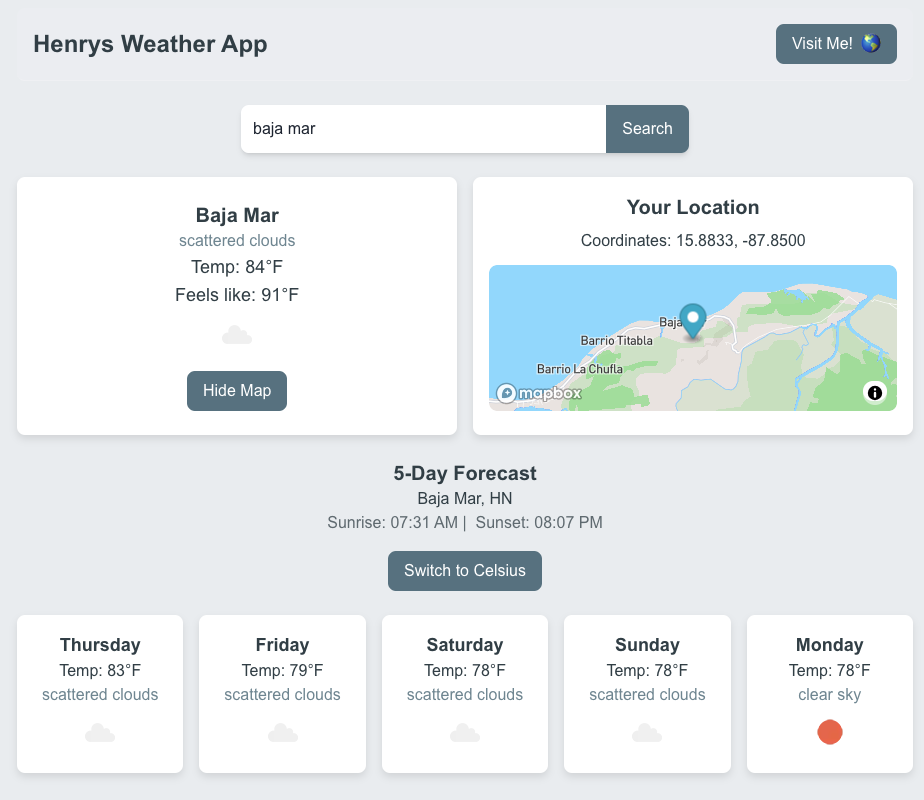 Henrys Weather App
Visit Me! 🌎
baja mar
Search
Baja Mar
scattered clouds
Temp: 84°F
Feels like: 91°F
Hide Map
Your Location
Coordinates: 15.8833, -87.8500
Baja
Barrio Titabla
Barrio La Chufla
mapbox
5-Day Forecast
Baja Mar, HN
Sunrise: 07:31 AM | Sunset: 08:07 PM
Switch to Celsius
Thursday
Temp: 83°F
scattered clouds
Friday
Temp: 79°F
scattered clouds
Saturday
Temp: 78°F
scattered clouds
Sunday
Temp: 78°F
scattered clouds
Monday
Temp: 78°F
clear sky